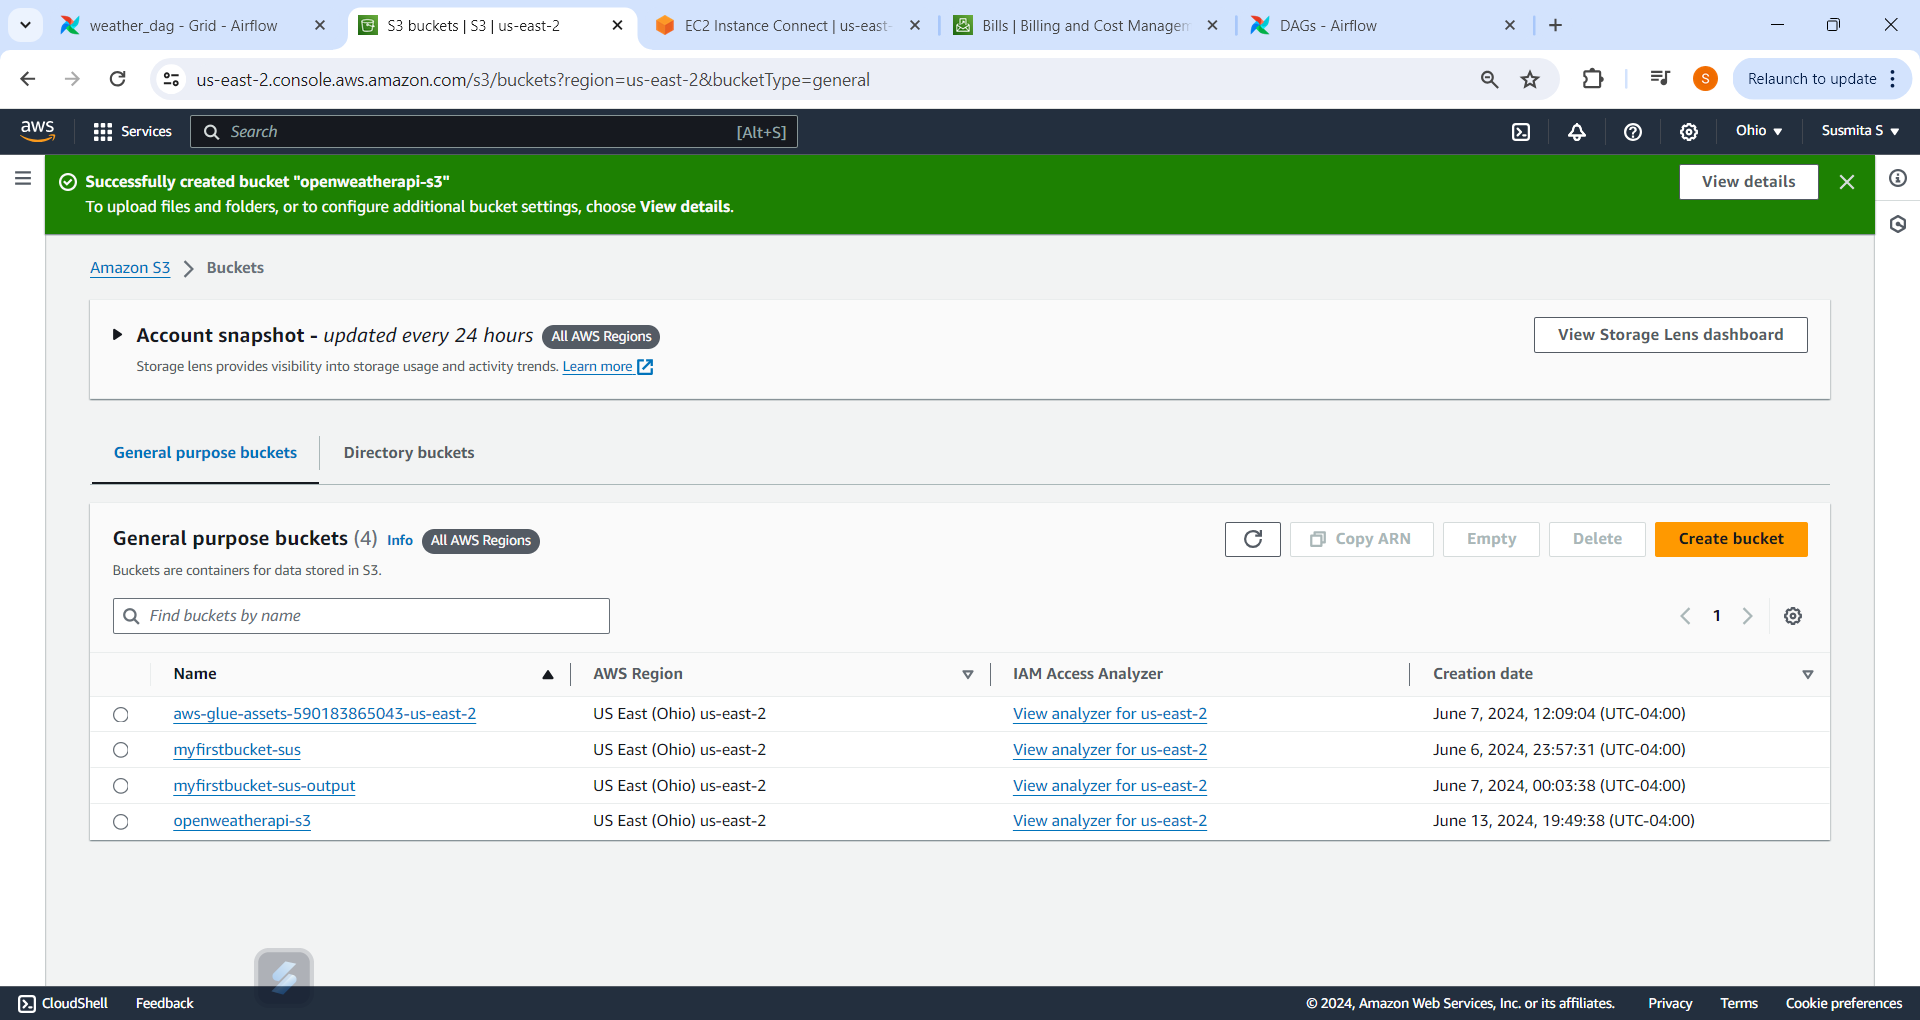 weather_dag - Grid - Airflow
S3 buckets | S3 | us-east-2
EC2 Instance Connect | us-east-
Bills | Billing and Cost Managem
DAGs - Airflow
us-east-2.console.aws.amazon.com/s3/buckets?region=us-east-2&bucketType=general
S
Relaunch to update
aws
Services
Search
[Alt+S]
Ohio
Susmita S
Successfully created bucket "openweatherapi-s3"
To upload files and folders, or to configure additional bucket settings, choose View details.
View details
Amazon S3
Buckets
Account snapshot - updated every 24 hours
All AWS Regions
View Storage Lens dashboard
Storage lens provides visibility into storage usage and activity trends. Learn more
General purpose buckets
Directory buckets
General purpose buckets (4) Info All AWS Regions
Copy ARN
Empty
Delete
Create bucket
Buckets are containers for data stored in S3.
Find buckets by name
1
Name AWS Region IAM Access Analyzer Creation date
aws-glue-assets-590183865043-us-east-2 US East (Ohio) us-east-2 View analyzer for us-east-2 June 7, 2024, 12:09:04 (UTC-04:00)
myfirstbucket-sus US East (Ohio) us-east-2 View analyzer for us-east-2 June 6, 2024, 23:57:31 (UTC-04:00)
myfirstbucket-sus-output US East (Ohio) us-east-2 View analyzer for us-east-2 June 7, 2024, 00:03:38 (UTC-04:00)
openweatherapi-s3 US East (Ohio) us-east-2 View analyzer for us-east-2 June 13, 2024, 19:49:38 (UTC-04:00)
CloudShell
Feedback
© 2024, Amazon Web Services, Inc. or its affiliates.
Privacy
Terms
Cookie preferences